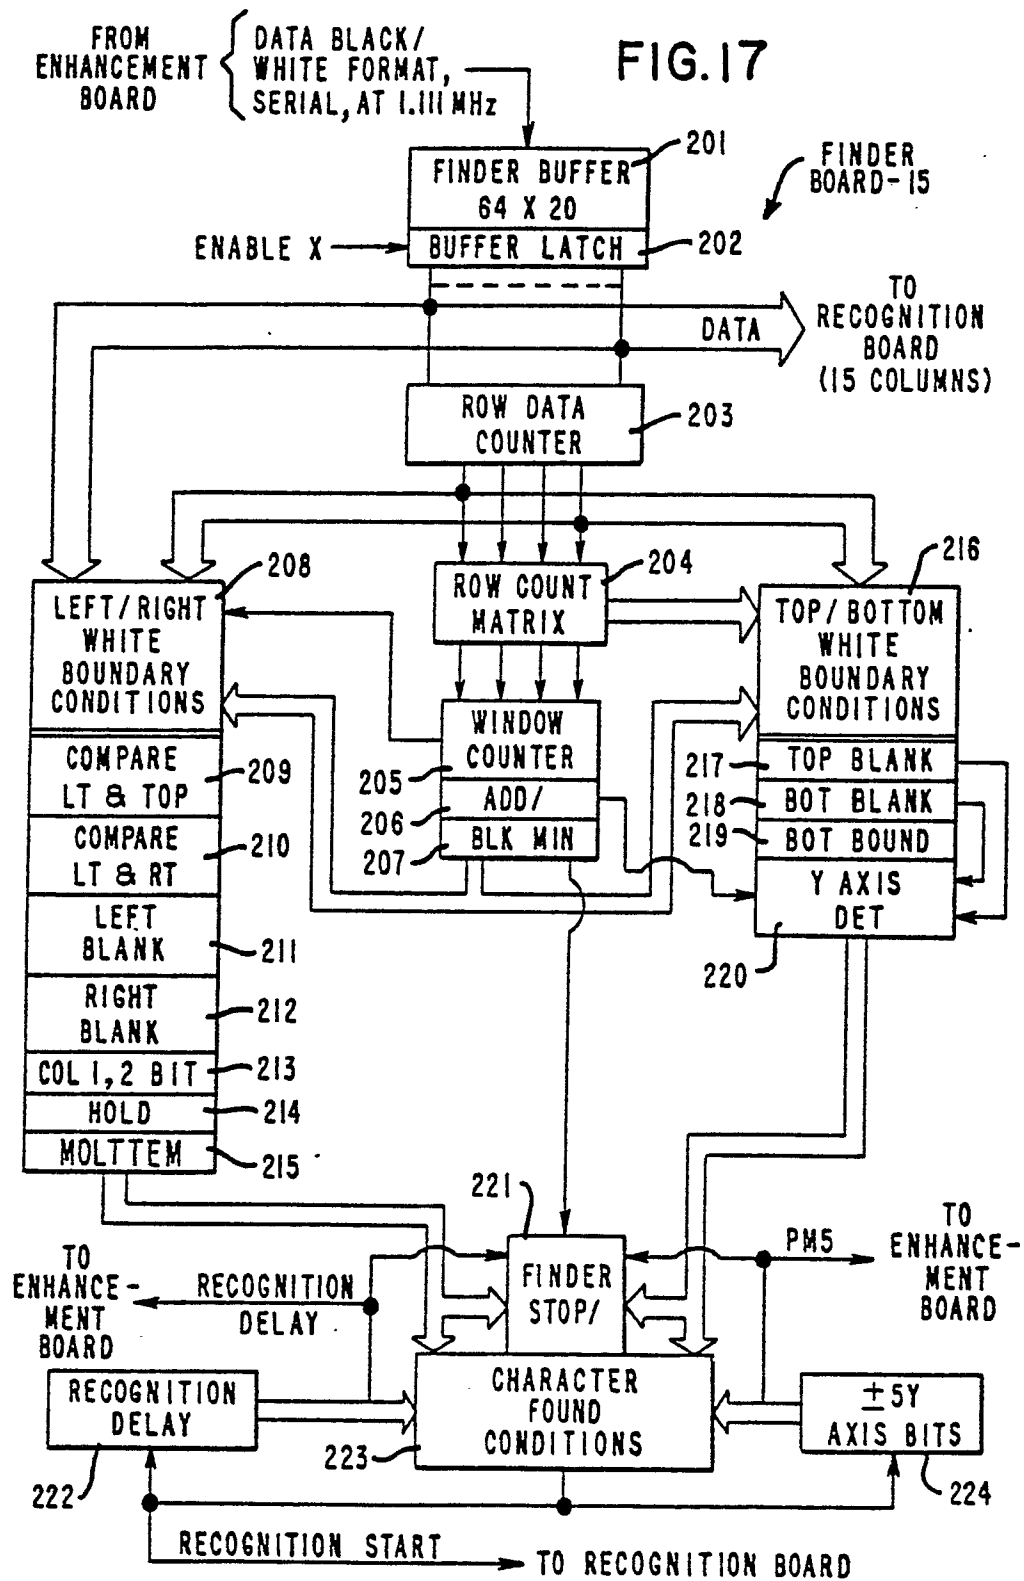 FROM
ENHANCEMENT
BOARD
DATA BLACK/
WHITE FORMAT,
SERIAL, AT 1.111 MHz
FIG. 17
201
FINDER BUFFER
64 X 20
FINDER
BOARD-15
ENABLE X
BUFFER LATCH
202
DATA
TO
RECOGNITION
BOARD
(15 COLUMNS)
ROW DATA
COUNTER
203
208
LEFT/RIGHT
WHITE
BOUNDARY
CONDITIONS
204
ROW COUNT
MATRIX
216
TOP/BOTTOM
WHITE
BOUNDARY
CONDITIONS
WINDOW
COUNTER
205
ADD/
206
BLK MIN
207
COMPARE
LT & TOP
209
COMPARE
LT & RT
210
LEFT
BLANK
211
RIGHT
BLANK
212
COL 1, 2 BIT
213
HOLD
214
MOLTTEM
215
217
TOP BLANK
218
BOT BLANK
219
BOT BOUND
Y AXIS
DET
220
221
FINDER
STOP/
TO
ENHANCE-
MENT
BOARD
RECOGNITION
DELAY
PM5
TO
ENHANCE-
MENT
BOARD
RECOGNITION
DELAY
222
CHARACTER
FOUND
CONDITIONS
223
±5Y
AXIS BITS
224
RECOGNITION START
TO RECOGNITION BOARD